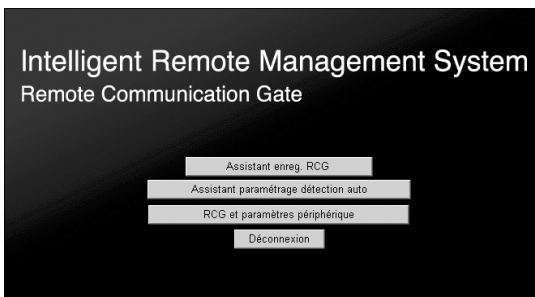 Intelligent Remote Management System
Remote Communication Gate
Assistant enreg. RCG
Assistant paramétrage détection auto
RCG et paramètres périphérique
Déconnexion